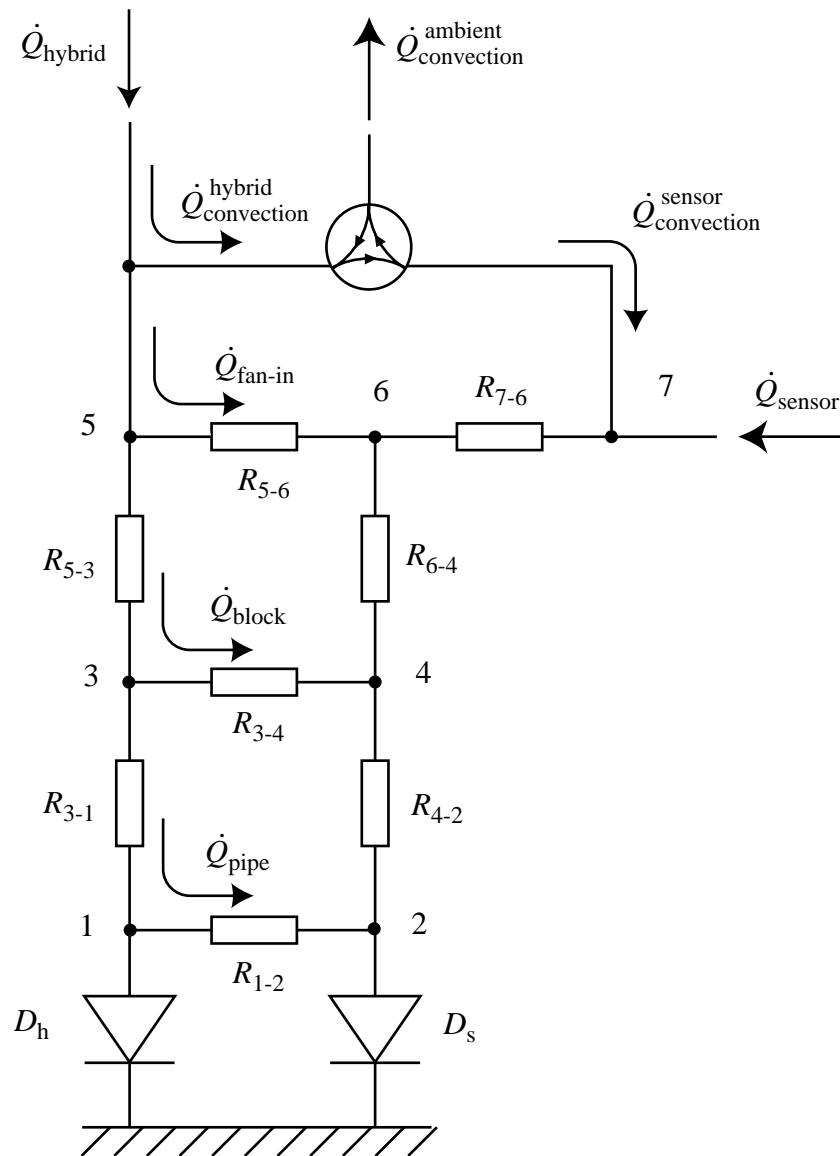 Q̇hybrid
Q̇ambient convection
Q̇hybrid convection
Q̇sensor convection
Q̇fan-in
6
R7-6
7
Q̇sensor
5
R5-6
R5-3
R6-4
Q̇block
3
4
R3-4
R3-1
R4-2
Q̇pipe
1
2
R1-2
Dh
Ds